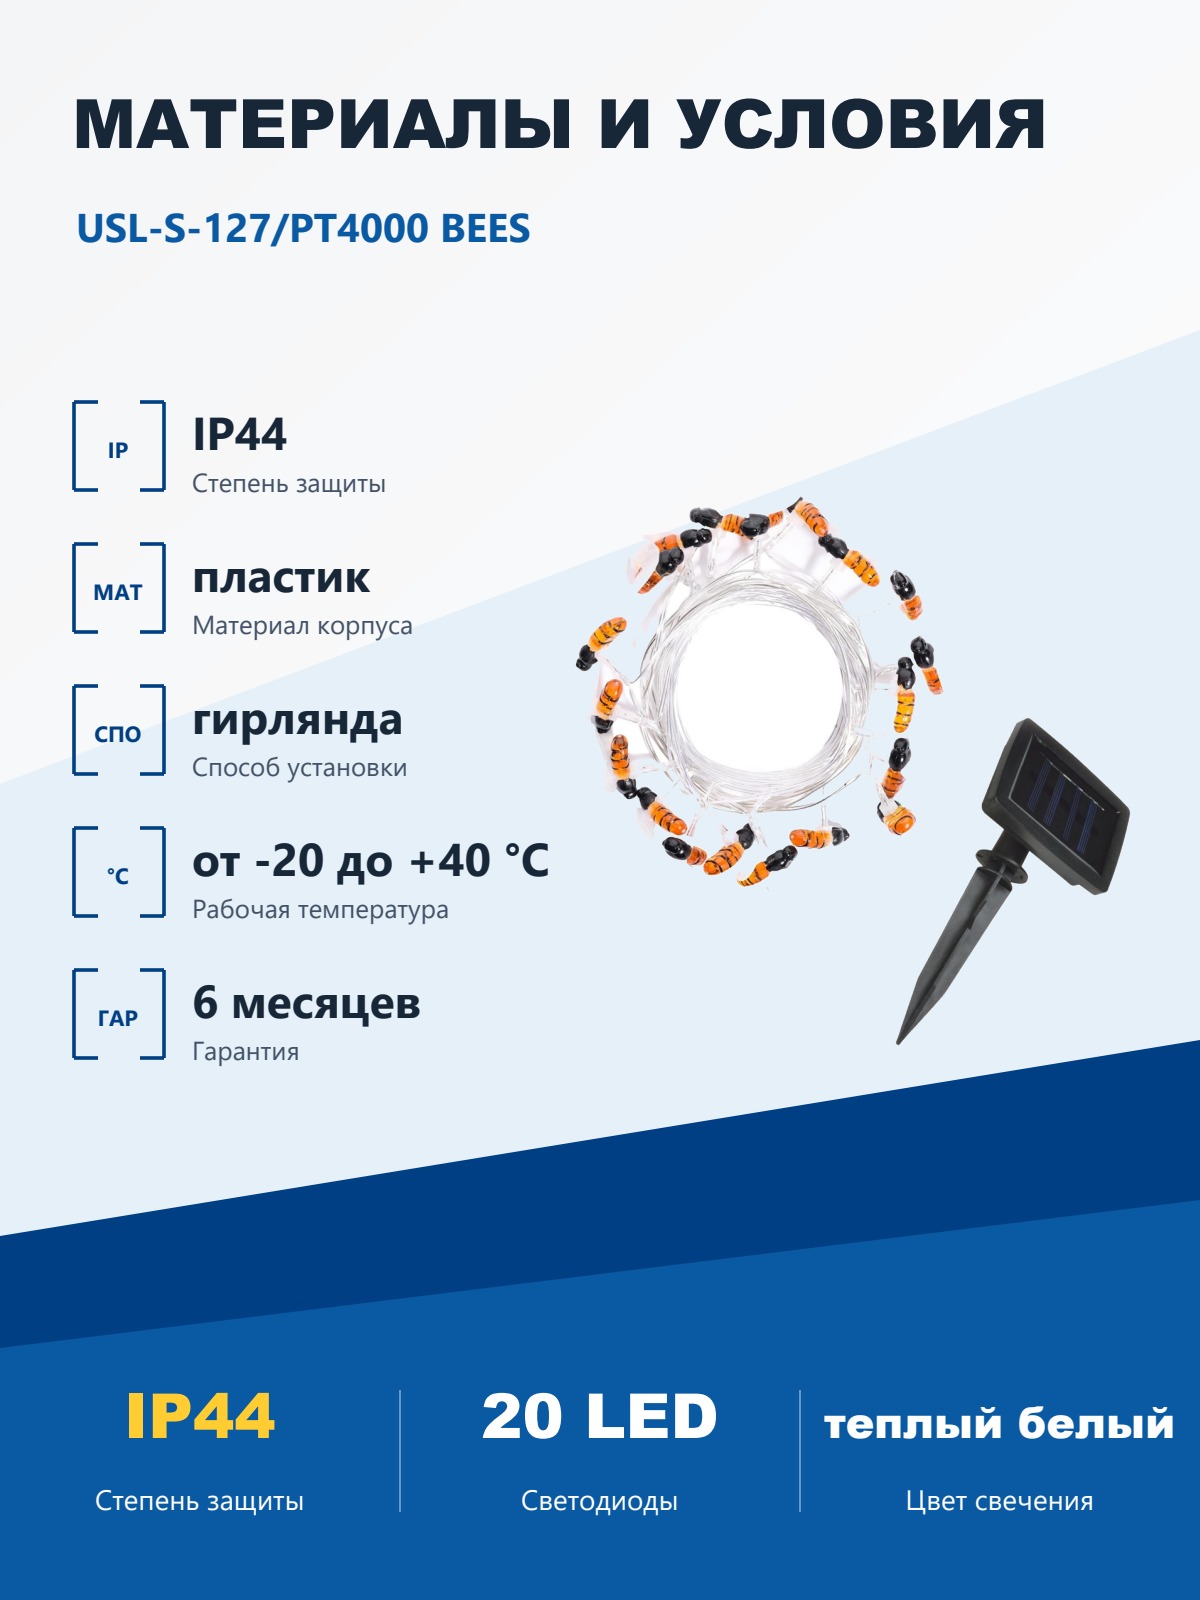 МАТЕРИАЛЫ И УСЛОВИЯ
USL-S-127/PT4000 BEES
IP
IP44
Степень защиты
МАТ
пластик
Материал корпуса
СПО
гирлянда
Способ установки
°C
от -20 до +40 °C
Рабочая температура
ГАР
6 месяцев
Гарантия
IP44
Степень защиты
20 LED
Светодиоды
теплый белый
Цвет свечения